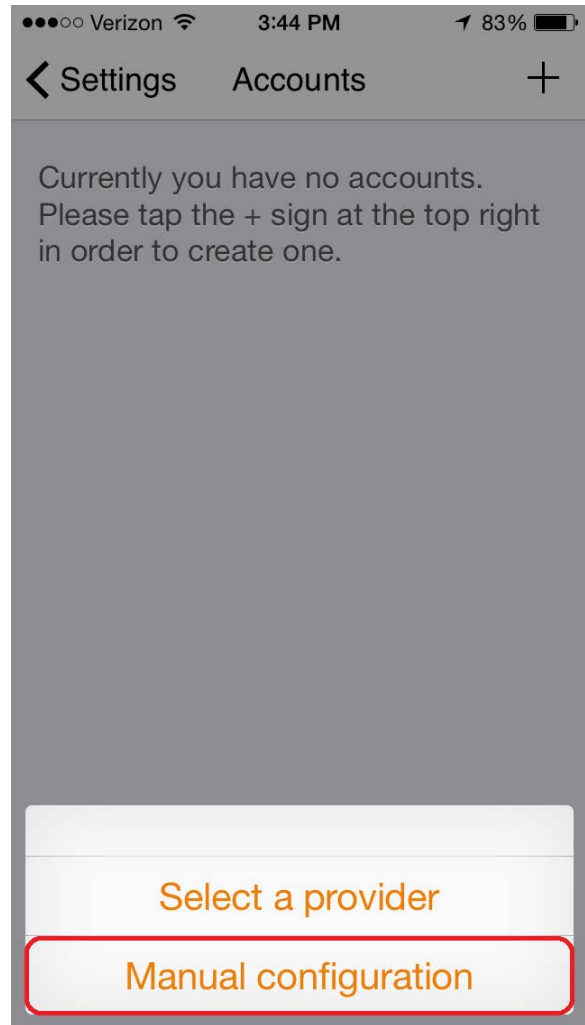 Verizon 3:44 PM 83%
Settings Accounts +
Currently you have no accounts.
Please tap the + sign at the top right
in order to create one.
Select a provider
Manual configuration